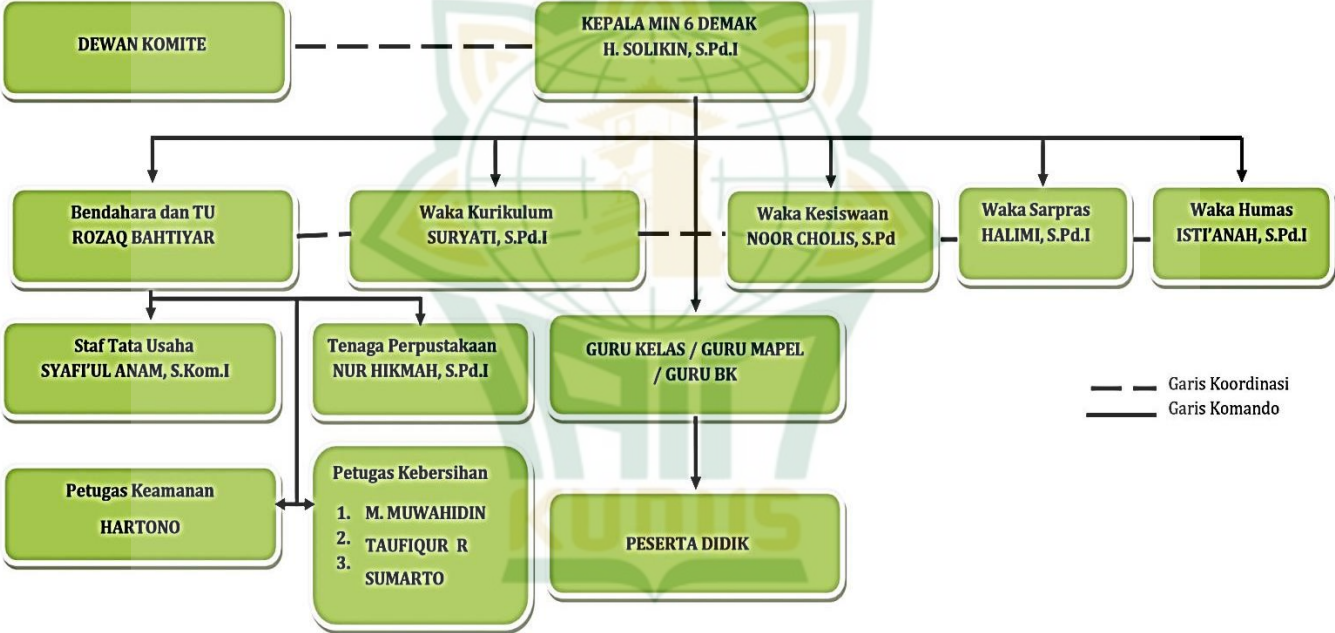 DEWAN KOMITE
KEPALA MIN 6 DEMAK
H. SOLIKIN, S.Pd.I
Bendahara dan TU
ROZAQ BAHTIYAR
Waka Kurikulum
SURYATI, S.Pd.I
Waka Kesiswaan
NOOR CHOLIS, S.Pd
Waka Sarpras
HALIMI, S.Pd.I
Waka Humas
ISTI'ANAH, S.Pd.I
Staf Tata Usaha
SYAFI'UL ANAM, S.Kom.I
Tenaga Perpustakaan
NUR HIKMAH, S.Pd.I
GURU KELAS / GURU MAPEL
/ GURU BK
Garis Koordinasi
Garis Komando
Petugas Keamanan
HARTONO
Petugas Kebersihan
1. M. MUWAHIDIN
2. TAUFIQUR R
3. SUMARTO
PESERTA DIDIK
KUDUS